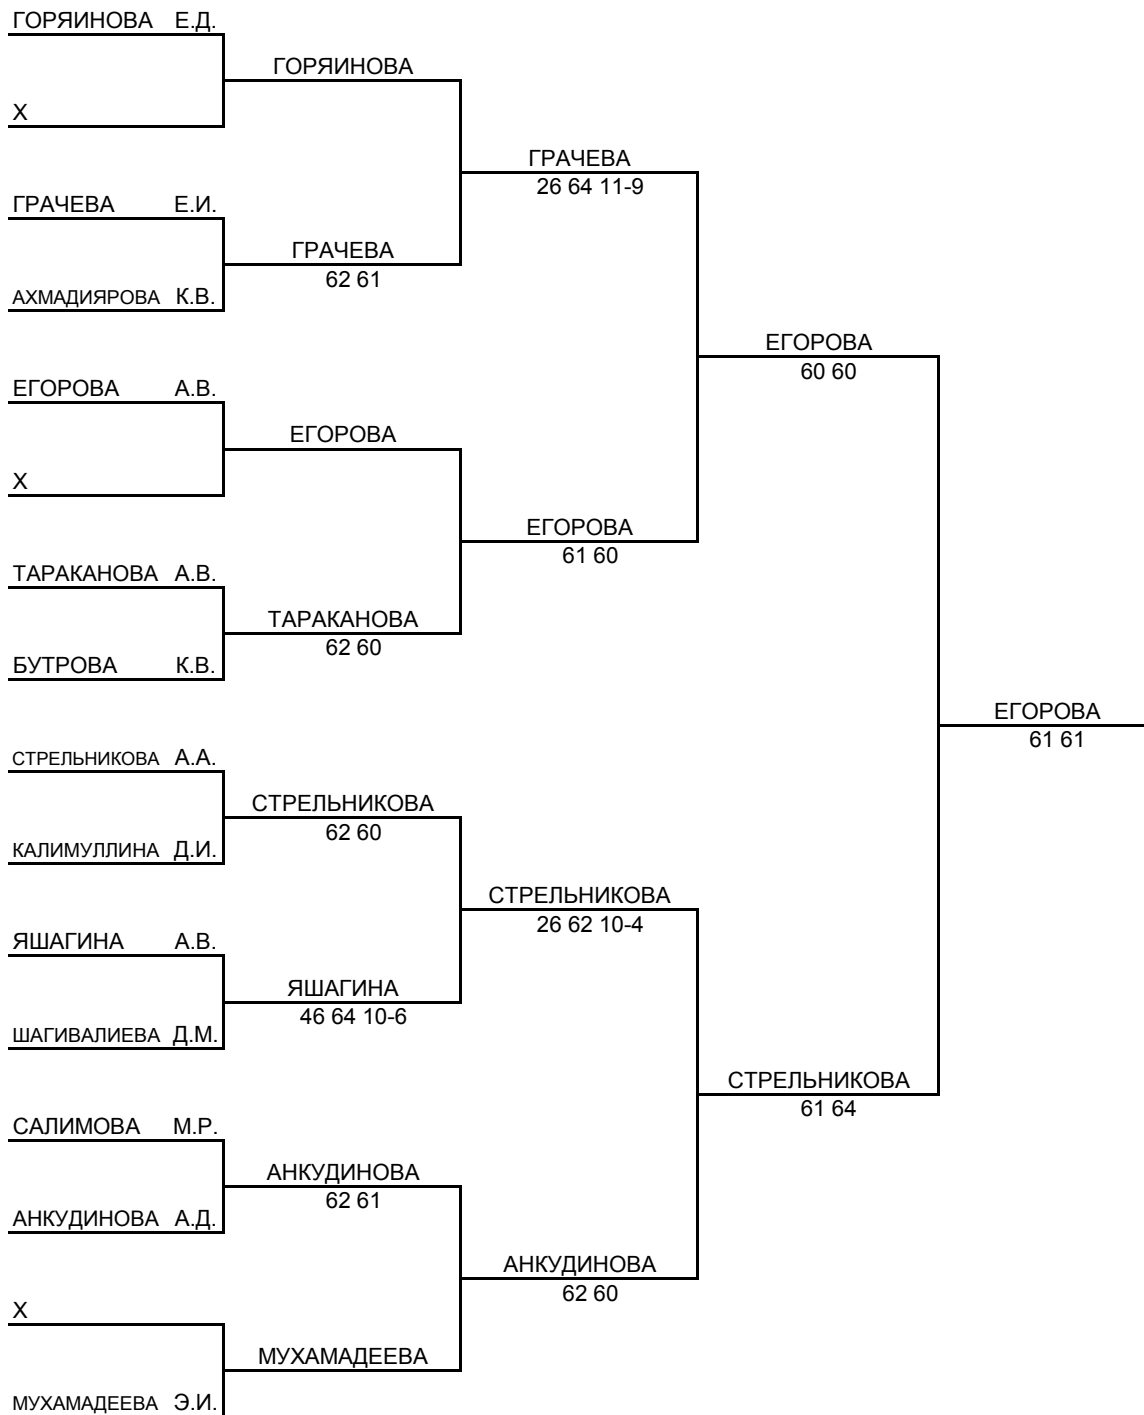 ГОРЯИНОВА Е.Д.
ГОРЯИНОВА
Х
ГРАЧЕВА
26 64 11-9
ГРАЧЕВА Е.И.
ГРАЧЕВА
62 61
АХМАДИЯРОВА К.В.
ЕГОРОВА
60 60
ЕГОРОВА А.В.
ЕГОРОВА
Х
ЕГОРОВА
61 60
ТАРАКАНОВА А.В.
ТАРАКАНОВА
62 60
БУТРОВА К.В.
ЕГОРОВА
61 61
СТРЕЛЬНИКОВА А.А.
СТРЕЛЬНИКОВА
62 60
КАЛИМУЛЛИНА Д.И.
СТРЕЛЬНИКОВА
26 62 10-4
ЯШАГИНА А.В.
ЯШАГИНА
46 64 10-6
ШАГИВАЛИЕВА Д.М.
СТРЕЛЬНИКОВА
61 64
САЛИМОВА М.Р.
АНКУДИНОВА
62 61
АНКУДИНОВА А.Д.
АНКУДИНОВА
62 60
Х
МУХАМАДЕЕВА
МУХАМАДЕЕВА Э.И.